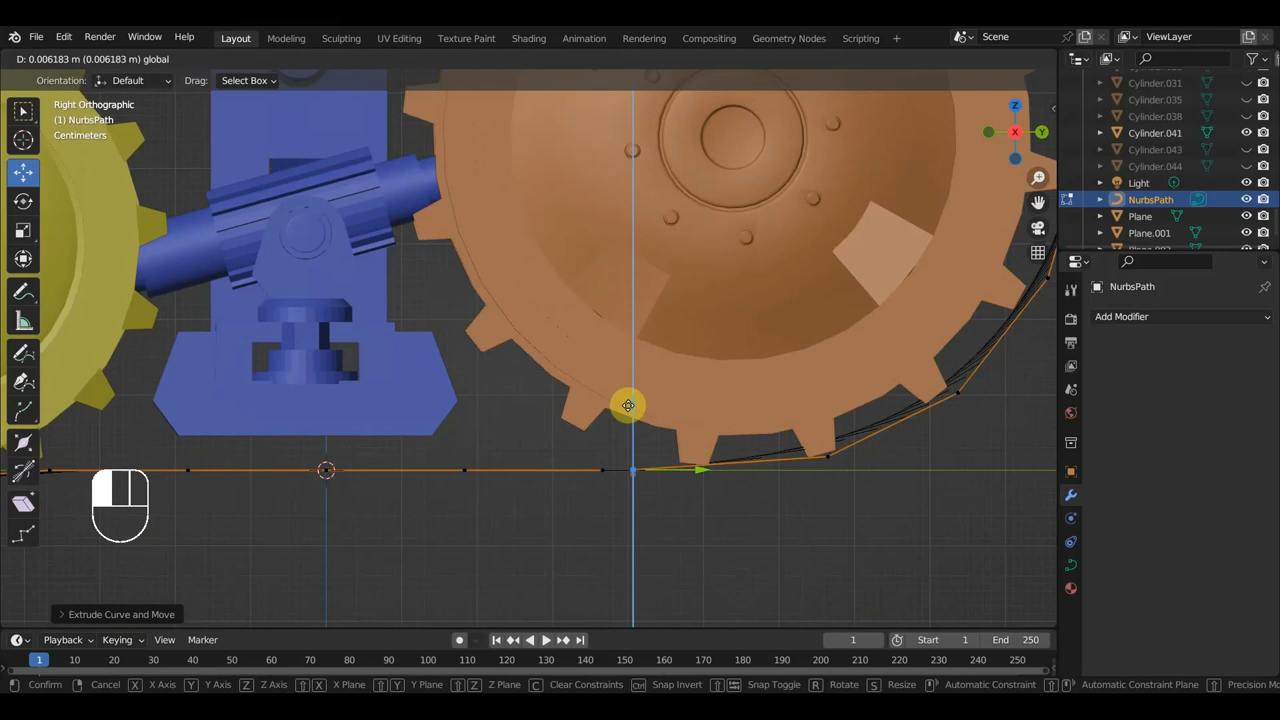 File Edit Render Window Help Layout Modeling Sculpting UV Editing Texture Paint Shading Animation Rendering Compositing Geometry Nodes Scripting + Scene ViewLayer
D: 0.006183 m (0.006183 m) global
Orientation: Default Drag: Select Box
Right Orthographic
(1) NurbsPath
Centimeters
Z
X
Y
Cylinder.031
Cylinder.035
Cylinder.038
Cylinder.041
Cylinder.043
Cylinder.044
Light
NurbsPath
Plane
Plane.001
NurbsPath
Add Modifier
> Extrude Curve and Move
Playback Keying View Marker 1 Start 1 End 250
1 10 20 30 40 50 60 70 80 90 100 110 120 130 140 150 160 170 180 190 200 210 220 230 240 250
Confirm Cancel X X Axis Y Y Axis Z Z Axis X X Plane Y Y Plane Z Z Plane C Clear Constraints Ctrl Snap Invert Snap Toggle R Rotate S Resize Automatic Constraint Automatic Constraint Plane Precision Mo